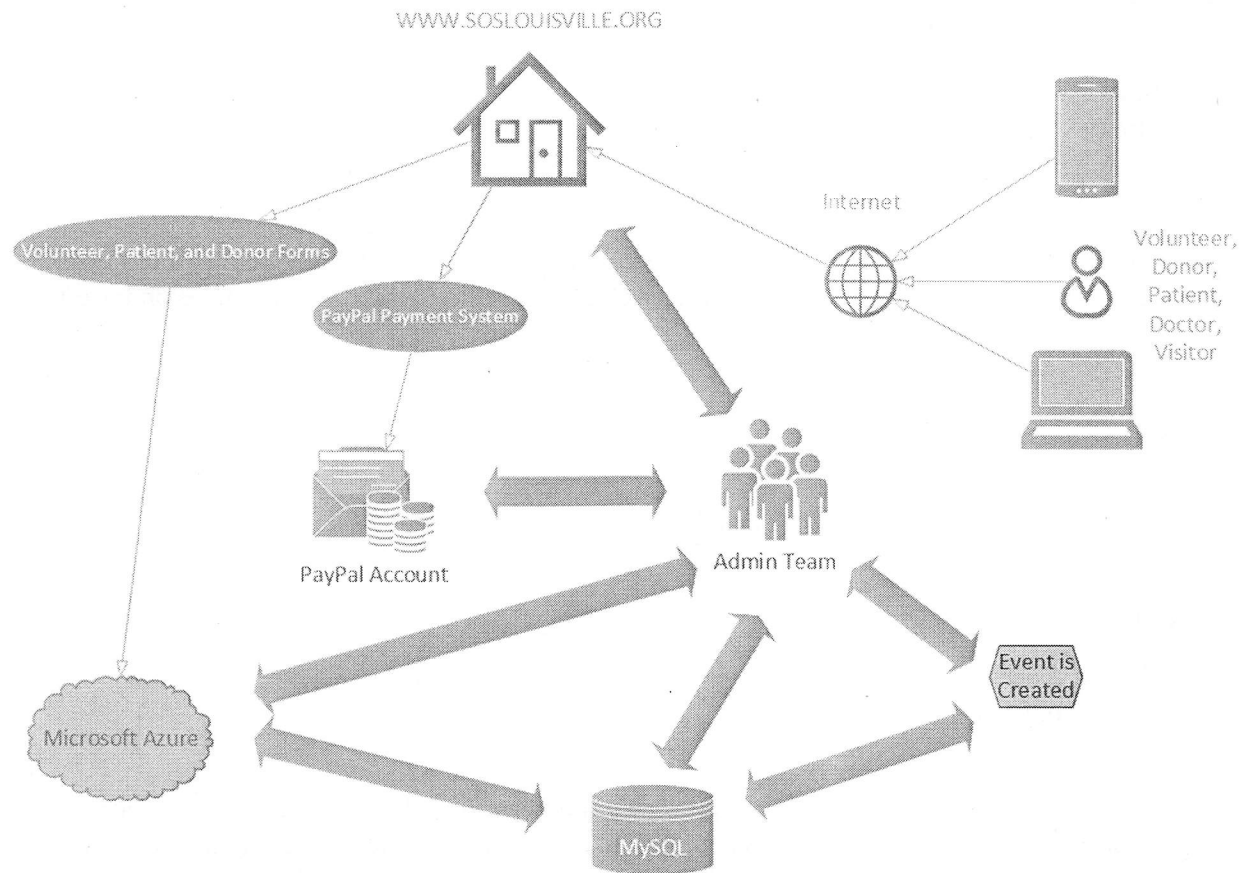 WWW.SOSLOUISVILLE.ORG
Internet
Volunteer, Patient, and Donor Forms
Volunteer,
Donor,
Patient,
Doctor,
Visitor
PayPal Payment System
PayPal Account
Admin Team
Event is
Created
Microsoft Azure
MySQL